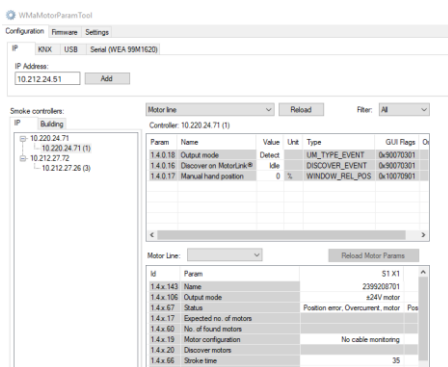 WMaMotorParamTool
Configuration Firmware Settings
IP KNX USB Serial (WEA 99M1620)
IP Address:
10.212.24.51 Add
Smoke controllers:
IP Building
10.220.24.71
10.220.24.71 (1)
10.212.27.72
10.212.27.26 (3)
Motor line Reload Filter: All
Controller: 10.220.24.71 (1)
Param Name Value Unit Type GUI Flags
1.4.0.18 Output mode Detect UM_TYPE_EVENT 0x90070301
1.4.0.16 Discover on MotorLink® Idle DISCOVER_EVENT 0x90070301
1.4.0.17 Manual hand position 0 % WINDOW_REL_POS 0x10070901
Motor Line: Reload Motor Params
Id Param S1 X1
1.4.x.143 Name 2399208701
1.4.x.106 Output mode ±24V motor
1.4.x.67 Status Position error, Overcurrent, motor Pos
1.4.x.17 Expected no. of motors
1.4.x.60 No. of found motors
1.4.x.19 Motor configuration No cable monitoring
1.4.x.20 Discover motors
1.4.x.66 Stroke time 35